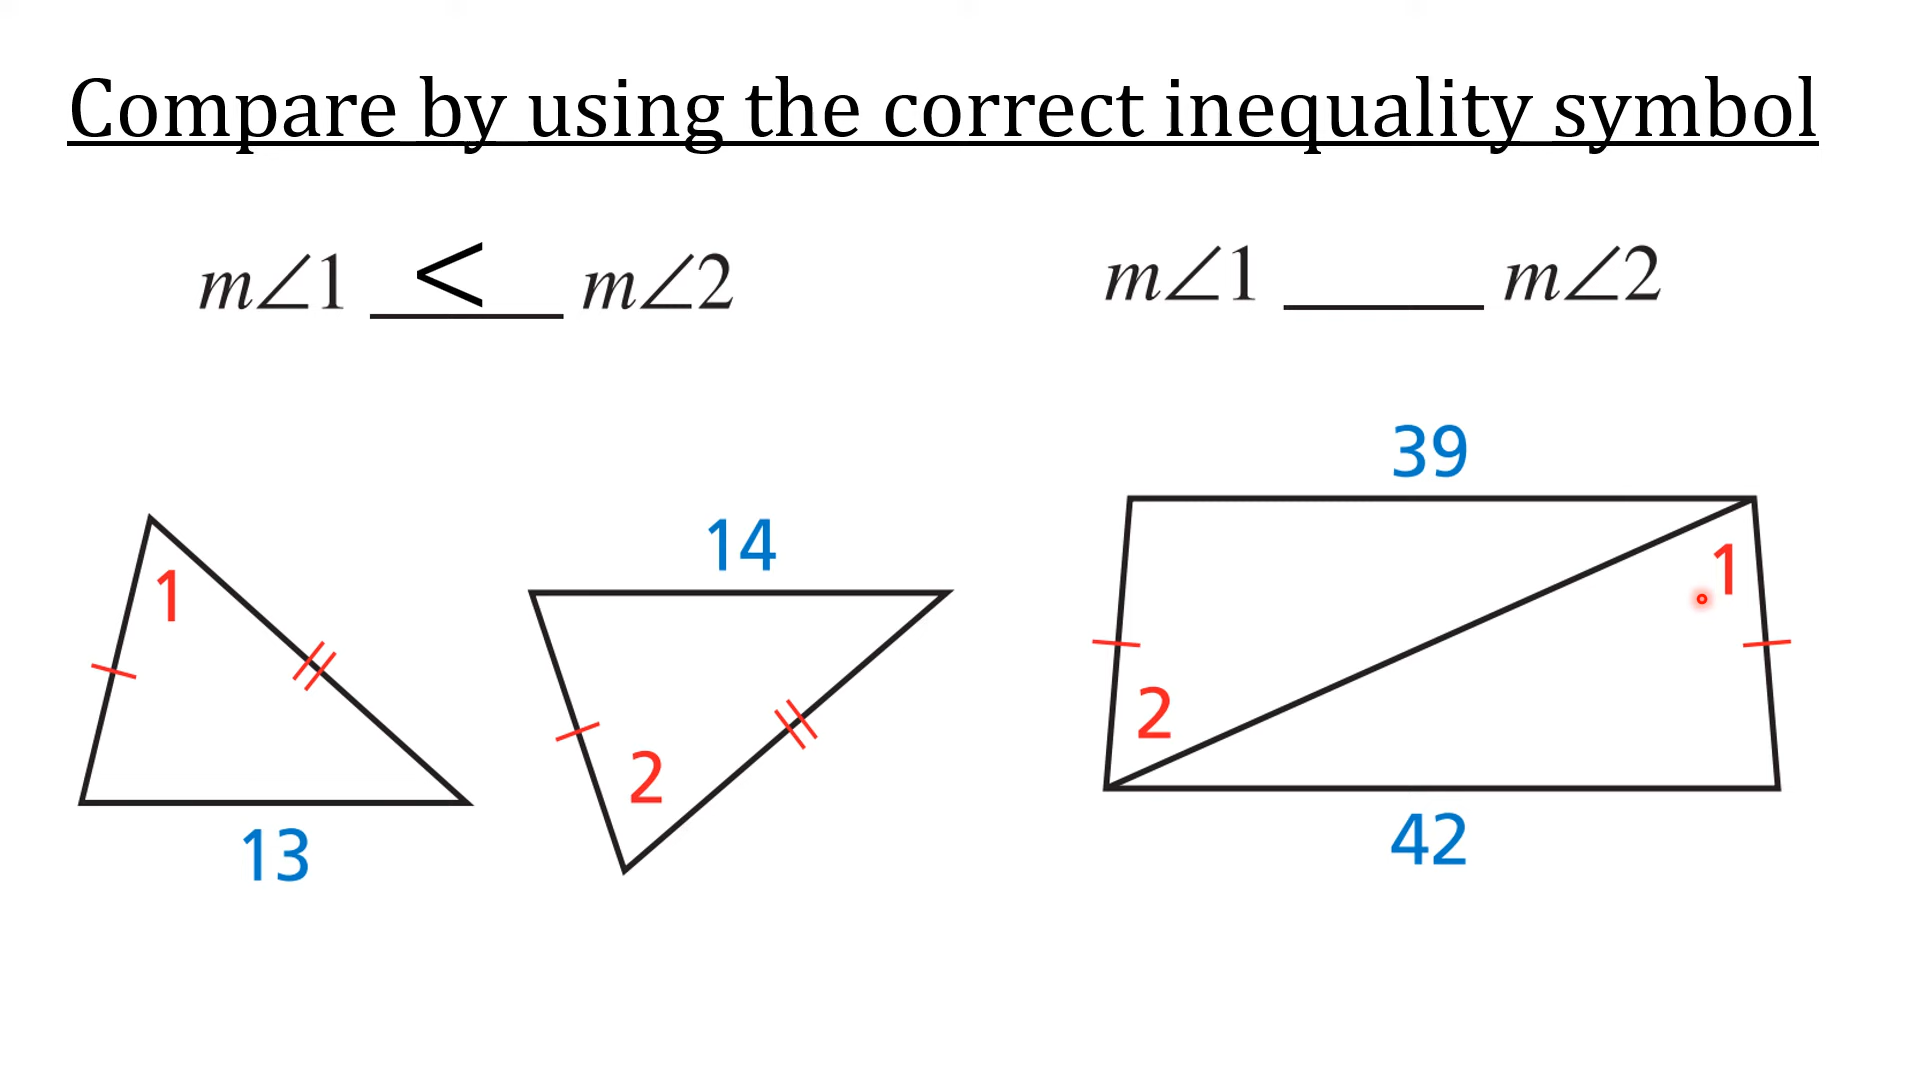 Compare by using the correct inequality symbol
m∠1 < m∠2
m∠1 _____ m∠2
1
13
14
2
39
1
2
42